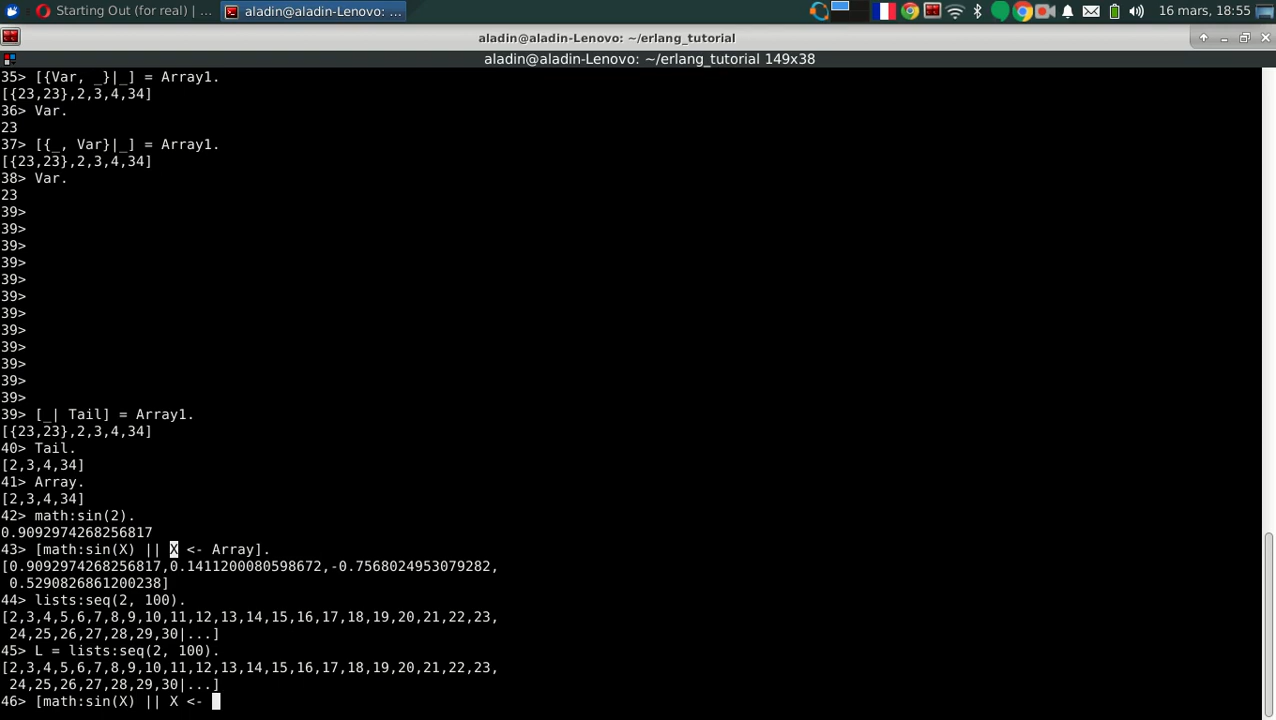 Starting Out (for real) | ...
aladin@aladin-Lenovo: ...
16 mars, 18:55
aladin@aladin-Lenovo: ~/erlang_tutorial
aladin@aladin-Lenovo: ~/erlang_tutorial 149x38
35> [{Var, _}|_] = Array1.
[{23,23},2,3,4,34]
36> Var.
23
37> [{_, Var}|_] = Array1.
[{23,23},2,3,4,34]
38> Var.
23
39>
39>
39>
39>
39>
39>
39>
39>
39>
39>
39>
39>
39> [_| Tail] = Array1.
[{23,23},2,3,4,34]
40> Tail.
[2,3,4,34]
41> Array.
[2,3,4,34]
42> math:sin(2).
0.9092974268256817
43> [math:sin(X) || X <- Array].
[0.9092974268256817,0.1411200080598672,-0.7568024953079282,
0.5290826861200238]
44> lists:seq(2, 100).
[2,3,4,5,6,7,8,9,10,11,12,13,14,15,16,17,18,19,20,21,22,23,
24,25,26,27,28,29,30|...]
45> L = lists:seq(2, 100).
[2,3,4,5,6,7,8,9,10,11,12,13,14,15,16,17,18,19,20,21,22,23,
24,25,26,27,28,29,30|...]
46> [math:sin(X) || X <-